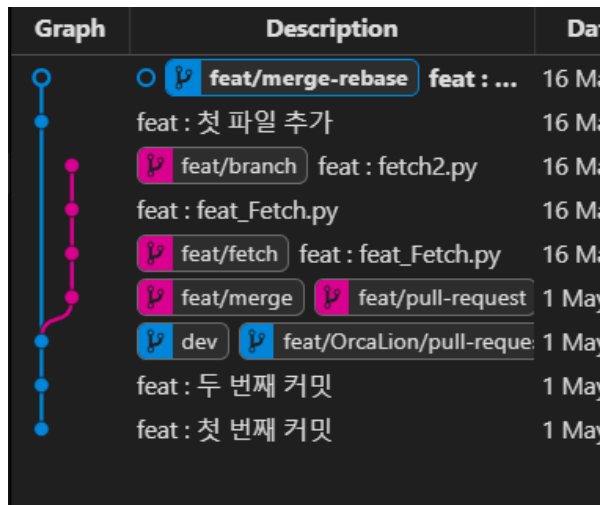 Graph Description Da
feat/merge-rebase feat : ... 16 Ma
feat : 첫 파일 추가 16 Ma
feat/branch feat : fetch2.py 16 Ma
feat : feat_Fetch.py 16 Ma
feat/fetch feat : feat_Fetch.py 16 Ma
feat/merge feat/pull-request 1 May
dev feat/OrcaLion/pull-reque 1 May
feat : 두 번째 커밋 1 May
feat : 첫 번째 커밋 1 May